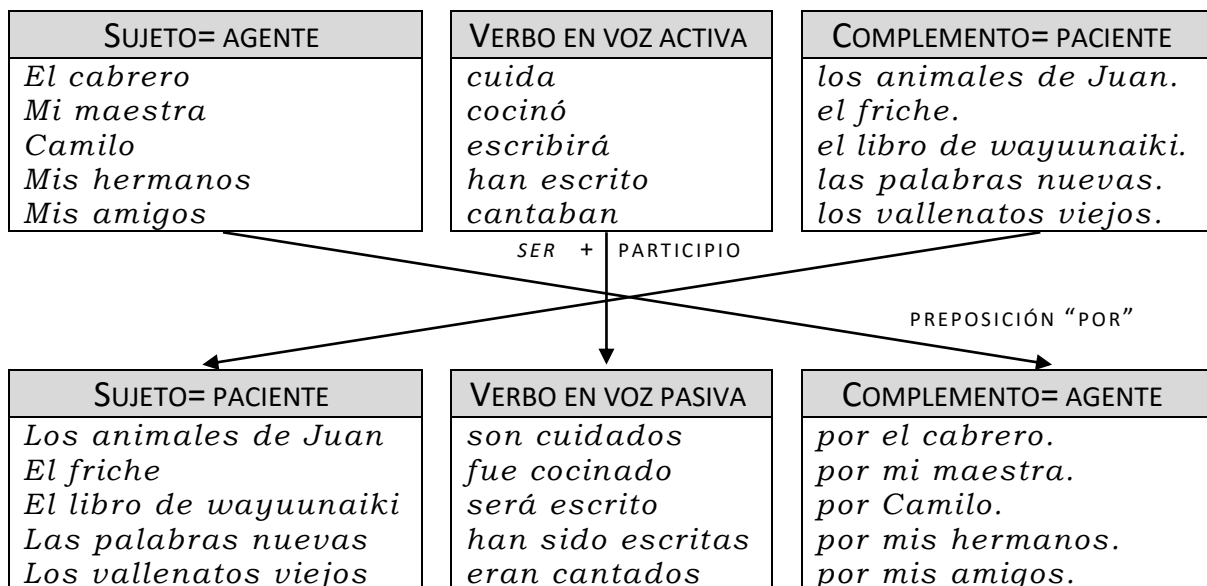 SUJETO= AGENTE
El cabrero
Mi maestra
Camilo
Mis hermanos
Mis amigos
VERBO EN VOZ ACTIVA
cuida
cocinó
escribirá
han escrito
cantaban
COMPLEMENTO= PACIENTE
los animales de Juan.
el friche.
el libro de wayuunaiki.
las palabras nuevas.
los vallenatos viejos.
SER + PARTICIPIO
PREPOSICIÓN “POR”
SUJETO= PACIENTE
Los animales de Juan
El friche
El libro de wayuunaiki
Las palabras nuevas
Los vallenatos viejos
VERBO EN VOZ PASIVA
son cuidados
fue cocinado
será escrito
han sido escritas
eran cantados
COMPLEMENTO= AGENTE
por el cabrero.
por mi maestra.
por Camilo.
por mis hermanos.
por mis amigos.